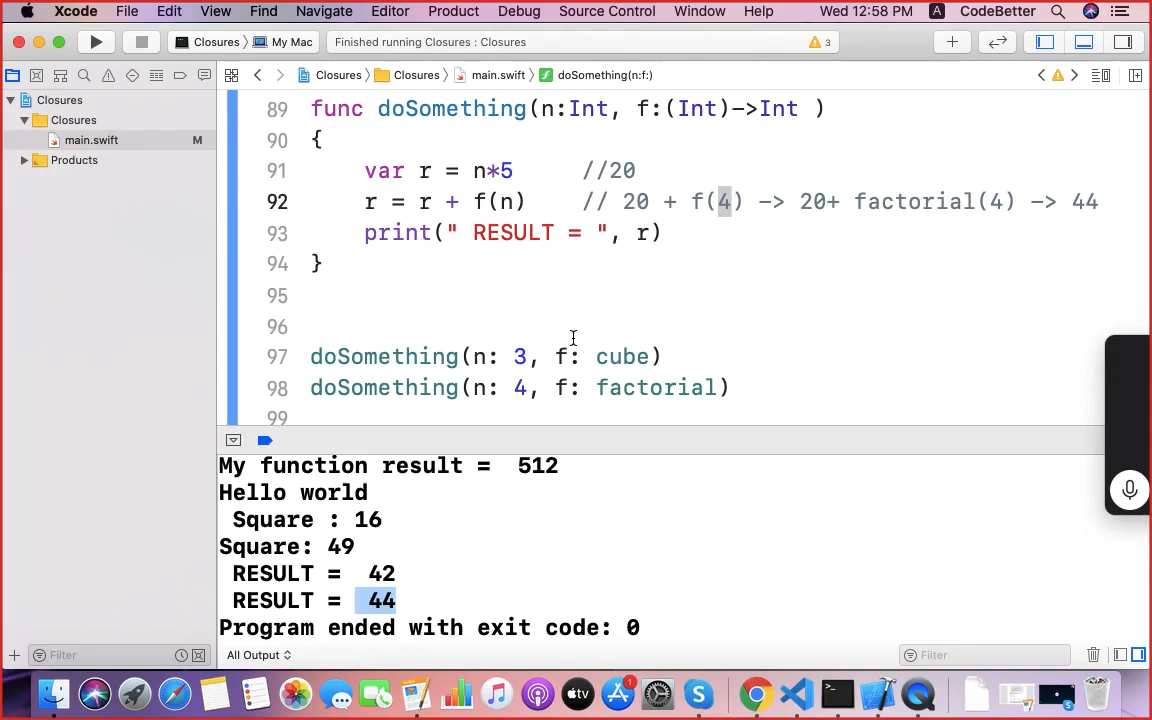 Xcode File Edit View Find Navigate Editor Product Debug Source Control Window Help Wed 12:58 PM A CodeBetter
Closures 〉 My Mac Finished running Closures : Closures 3
Closures 〉 Closures 〉 main.swift 〉 f doSomething(n:f:)
Closures
Closures
main.swift M
Products
89 func doSomething(n:Int, f:(Int)->Int )
90 {
91 var r = n*5 //20
92 r = r + f(n) // 20 + f(4) -> 20+ factorial(4) -> 44
93 print(" RESULT = ", r)
94 }
95
96
97 doSomething(n: 3, f: cube)
98 doSomething(n: 4, f: factorial)
99
My function result =  512
Hello world
 Square : 16
Square: 49
 RESULT =  42
 RESULT =  44
Program ended with exit code: 0
Filter All Output Filter
tv 1